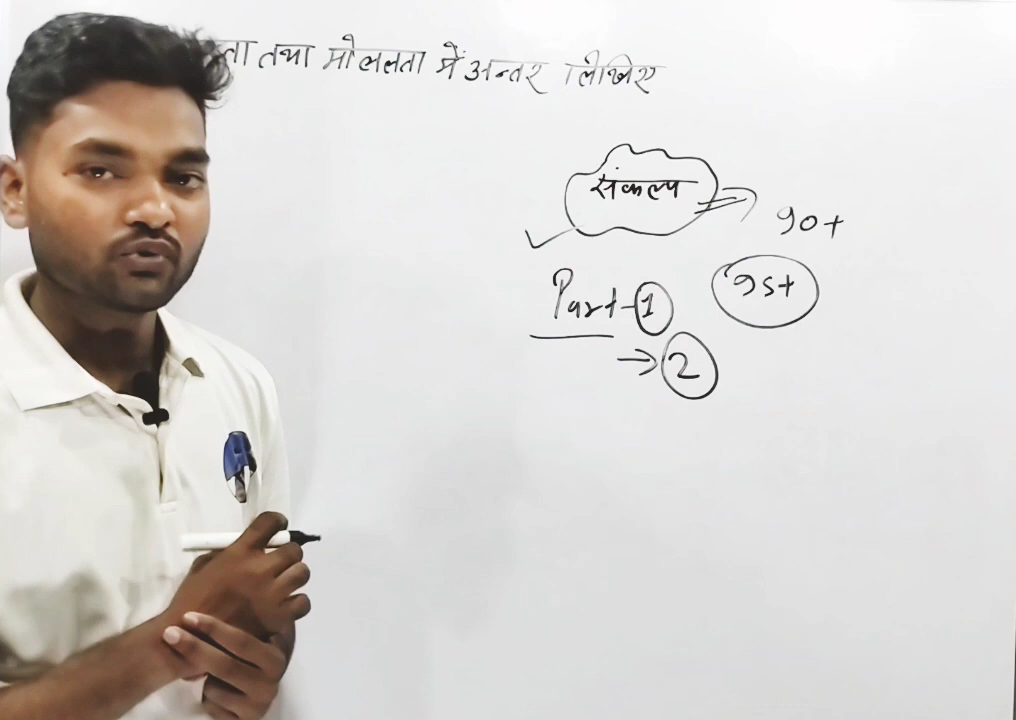 तथा मोललता में अन्तर लिखिए
संकल्प
90+
95+
Part-1
→ 2